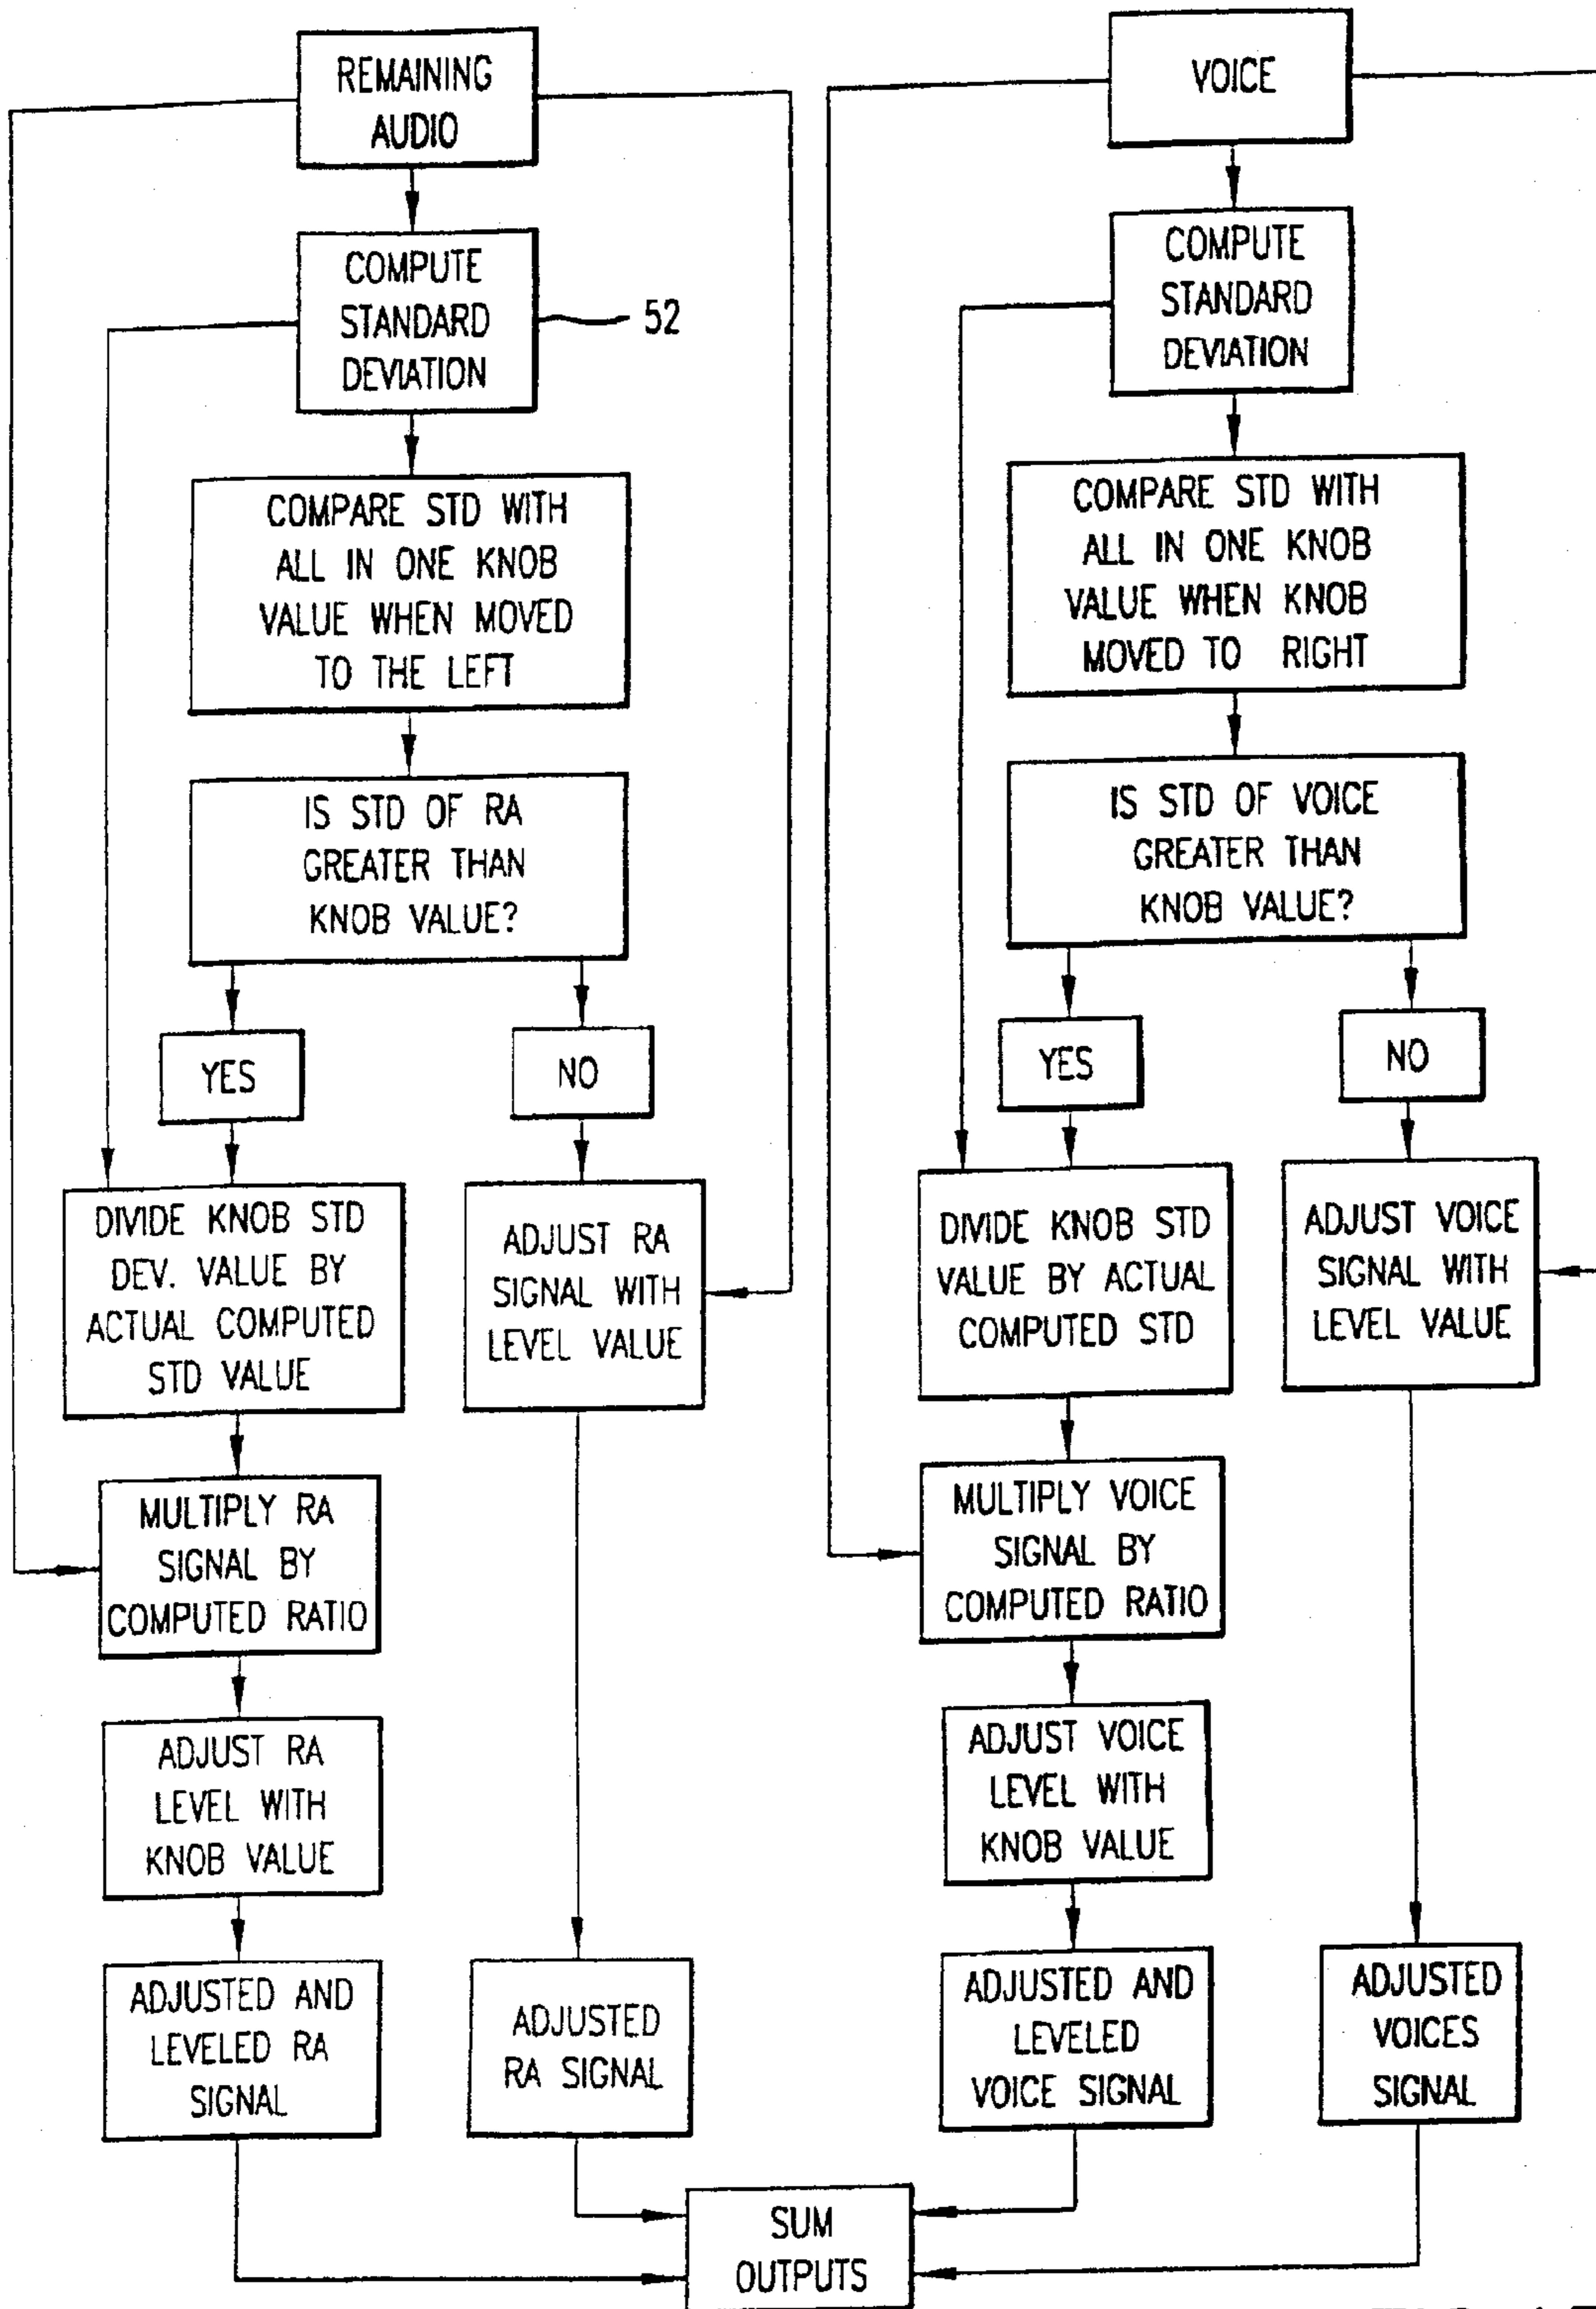 REMAINING
AUDIO
COMPUTE
STANDARD
DEVIATION
52
COMPARE STD WITH
ALL IN ONE KNOB
VALUE WHEN MOVED
TO THE LEFT
IS STD OF RA
GREATER THAN
KNOB VALUE?
YES
NO
DIVIDE KNOB STD
DEV. VALUE BY
ACTUAL COMPUTED
STD VALUE
ADJUST RA
SIGNAL WITH
LEVEL VALUE
MULTIPLY RA
SIGNAL BY
COMPUTED RATIO
ADJUST RA
LEVEL WITH
KNOB VALUE
ADJUSTED AND
LEVELED RA
SIGNAL
ADJUSTED
RA SIGNAL
VOICE
COMPUTE
STANDARD
DEVIATION
COMPARE STD WITH
ALL IN ONE KNOB
VALUE WHEN KNOB
MOVED TO RIGHT
IS STD OF VOICE
GREATER THAN
KNOB VALUE?
YES
NO
DIVIDE KNOB STD
VALUE BY ACTUAL
COMPUTED STD
ADJUST VOICE
SIGNAL WITH
LEVEL VALUE
MULTIPLY VOICE
SIGNAL BY
COMPUTED RATIO
ADJUST VOICE
LEVEL WITH
KNOB VALUE
ADJUSTED AND
LEVELED
VOICE SIGNAL
ADJUSTED
VOICES
SIGNAL
SUM
OUTPUTS